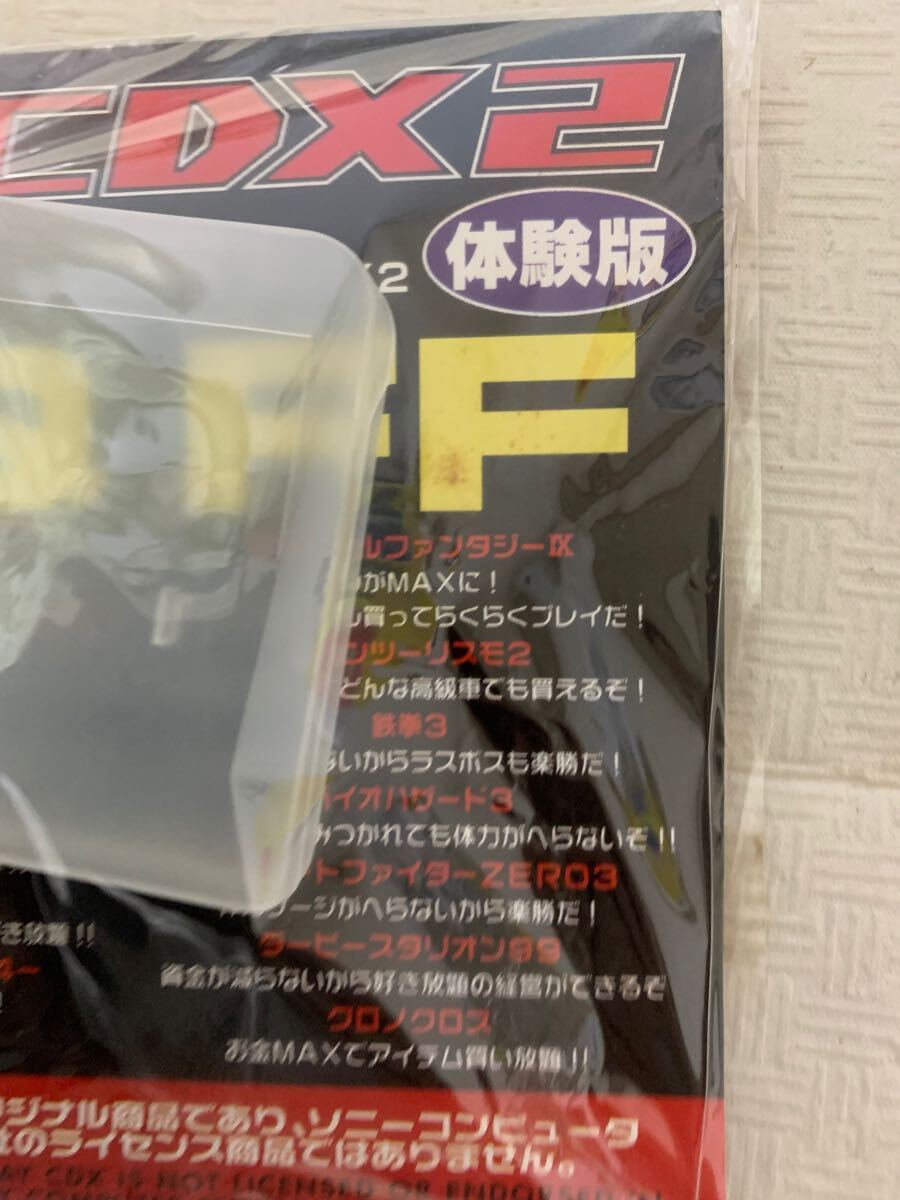 CDX2
体験版
2
FF
ルファンタジーIX
がMAXに！
買ってらくらくプレイだ！
ンツーリスモ2
どんな高級車でも買えるぞ！
鉄拳3
いからラスボスも楽勝だ！
イオハザード3
みつかれても体力がへらないぞ！！
トファイターZERO3
ージがへらないから楽勝だ！
き放題！！
ダービースタリオン99
4～
資金が減らないから好き放題の経営ができるぞ
クロノクロス
お金MAXでアイテム買い放題！！
ジナル商品であり、ソニーコンピュータ
社のライセンス商品ではありません。
CDX IS NOT LICENSED OR ENDORSED